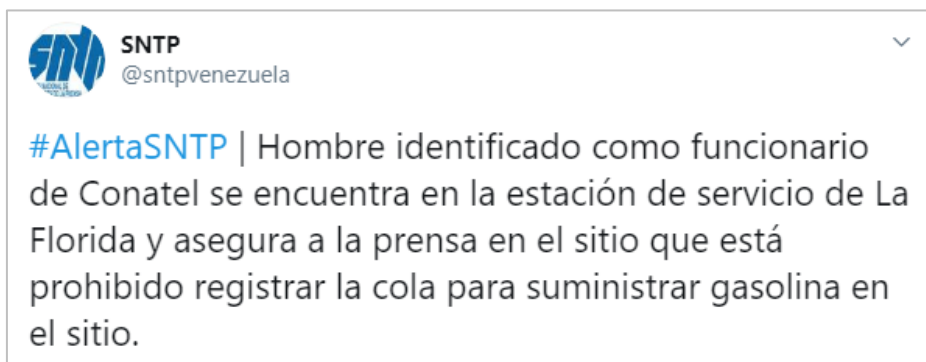 SNTP
@sntpvenezuela
#AlertaSNTP | Hombre identificado como funcionario
de Conatel se encuentra en la estación de servicio de La
Florida y asegura a la prensa en el sitio que está
prohibido registrar la cola para suministrar gasolina en
el sitio.